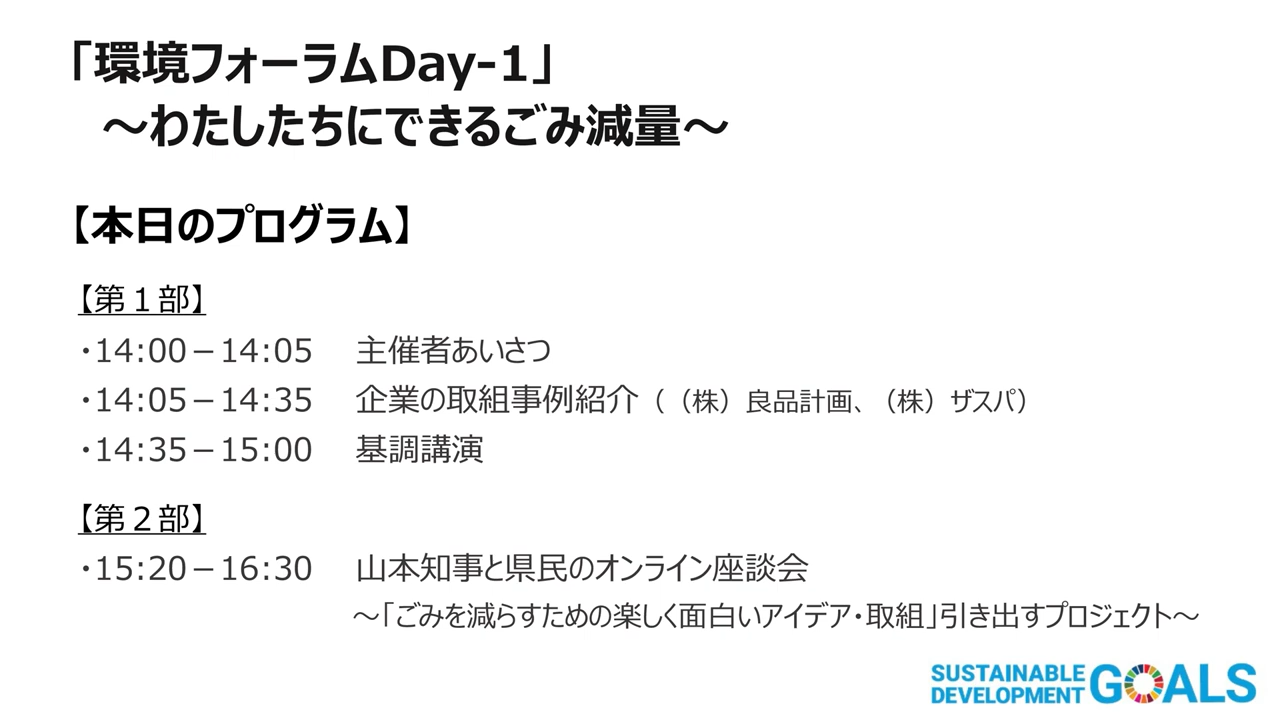 「環境フォーラムDay-1」
～わたしたちにできるごみ減量～
【本日のプログラム】
【第１部】
・14:00－14:05 主催者あいさつ
・14:05－14:35 企業の取組事例紹介（（株）良品計画、（株）ザスパ）
・14:35－15:00 基調講演
【第２部】
・15:20－16:30 山本知事と県民のオンライン座談会
～「ごみを減らすための楽しく面白いアイデア・取組」引き出すプロジェクト～
SUSTAINABLE
DEVELOPMENT GOALS